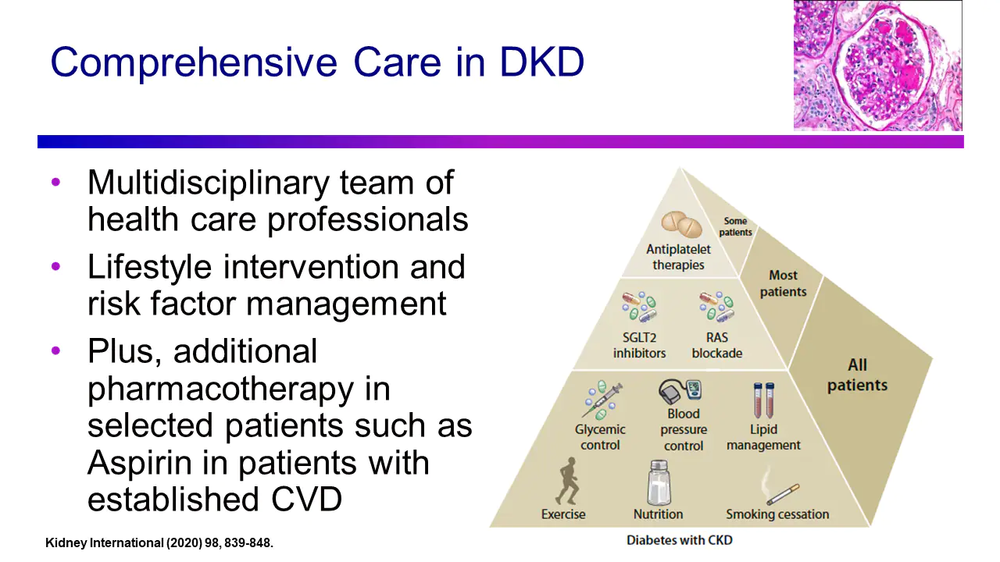 Comprehensive Care in DKD
• Multidisciplinary team of
health care professionals
• Lifestyle intervention and
risk factor management
• Plus, additional
pharmacotherapy in
selected patients such as
Aspirin in patients with
established CVD
Kidney International (2020) 98, 839-848.
Antiplatelet
therapies
Some
patients
SGLT2
inhibitors
RAS
blockade
Most
patients
Glycemic
control
Blood
pressure
control
Lipid
management
Exercise
Nutrition
Smoking cessation
All
patients
Diabetes with CKD